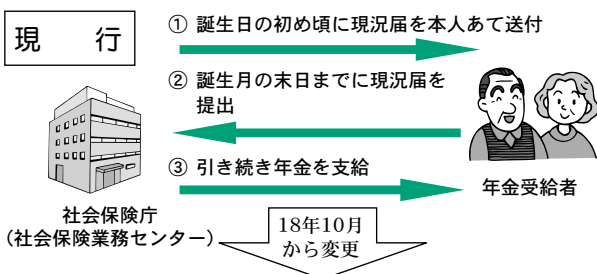 現 行
① 誕生日の初め頃に現況届を本人あて送付
② 誕生月の末日までに現況届を
提出
③ 引き続き年金を支給
年金受給者
社会保険庁
(社会保険業務センター)
18年10月
から変更